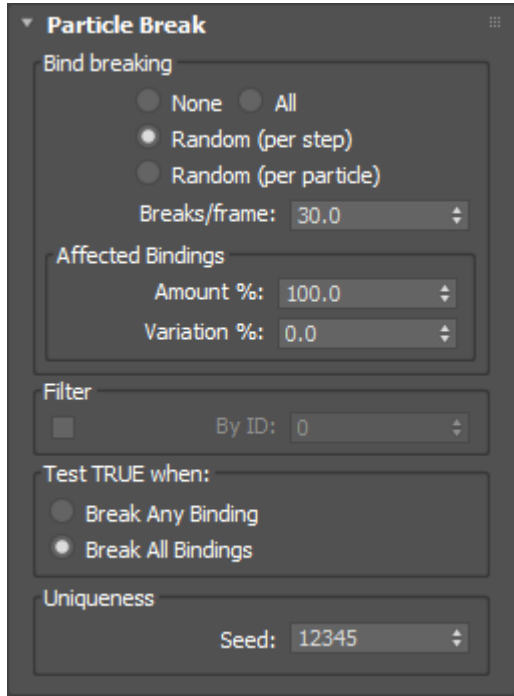 Particle Break
Bind breaking
None All
Random (per step)
Random (per particle)
Breaks/frame: 30.0
Affected Bindings
Amount %: 100.0
Variation %: 0.0
Filter
By ID: 0
Test TRUE when:
Break Any Binding
Break All Bindings
Uniqueness
Seed: 12345